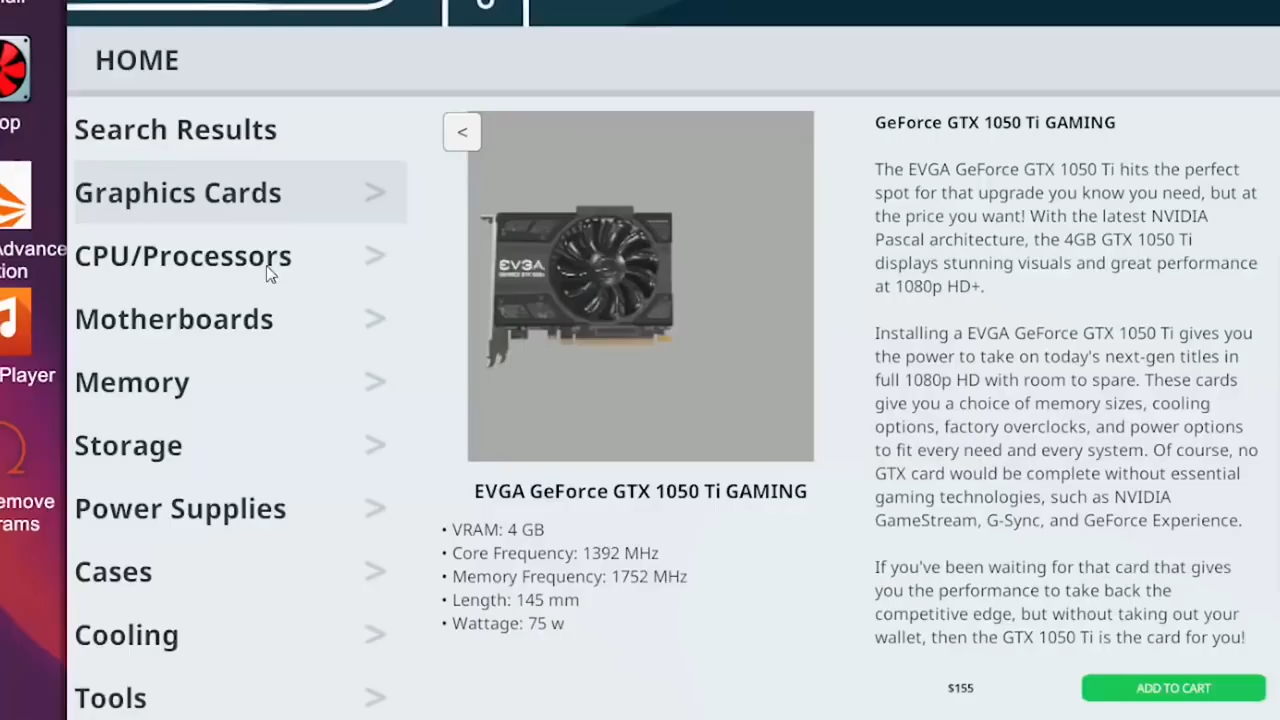 op
Advance
tion
Player
emove
rams
HOME
Search Results
Graphics Cards >
CPU/Processors >
Motherboards >
Memory >
Storage >
Power Supplies >
Cases >
Cooling >
Tools >
<
EVGA
EVGA GeForce GTX 1050 Ti GAMING
• VRAM: 4 GB
• Core Frequency: 1392 MHz
• Memory Frequency: 1752 MHz
• Length: 145 mm
• Wattage: 75 w
GeForce GTX 1050 Ti GAMING
The EVGA GeForce GTX 1050 Ti hits the perfect
spot for that upgrade you know you need, but at
the price you want! With the latest NVIDIA
Pascal architecture, the 4GB GTX 1050 Ti
displays stunning visuals and great performance
at 1080p HD+.
Installing a EVGA GeForce GTX 1050 Ti gives you
the power to take on today's next-gen titles in
full 1080p HD with room to spare. These cards
give you a choice of memory sizes, cooling
options, factory overclocks, and power options
to fit every need and every system. Of course, no
GTX card would be complete without essential
gaming technologies, such as NVIDIA
GameStream, G-Sync, and GeForce Experience.
If you've been waiting for that card that gives
you the performance to take back the
competitive edge, but without taking out your
wallet, then the GTX 1050 Ti is the card for you!
$155
ADD TO CART